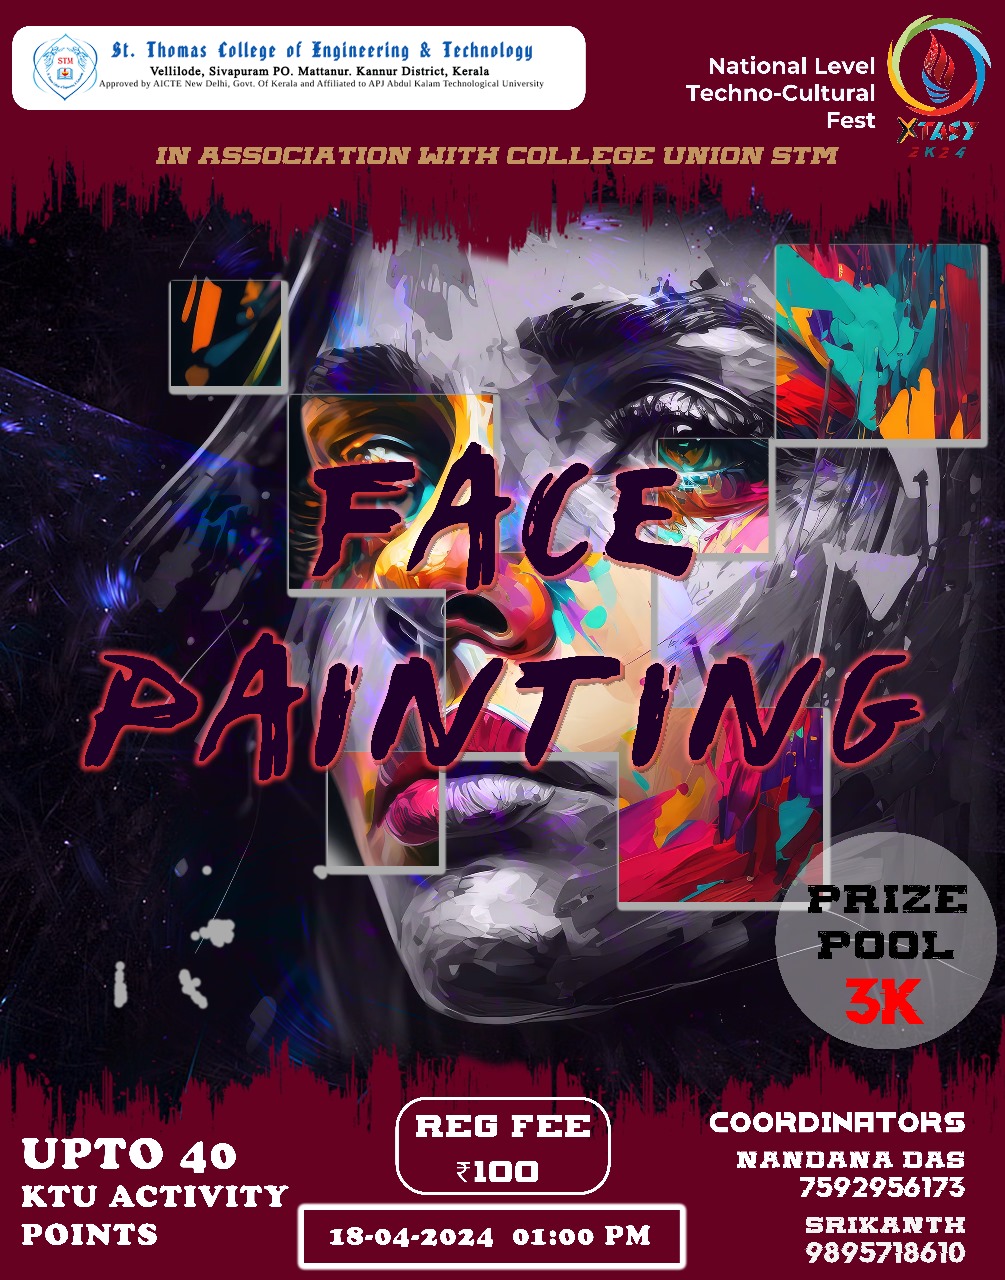 STM
St. Thomas College of Engineering & Technology
Vellilode, Sivapuram PO. Mattanur. Kannur District, Kerala
Approved by AICTE New Delhi, Govt. Of Kerala and Affiliated to APJ Abdul Kalam Technological University
National Level
Techno-Cultural
Fest
XTASY
2K24
IN ASSOCIATION WITH COLLEGE UNION STM
FACE
PAINTING
PRIZE
POOL
3K
UPTO 40
KTU ACTIVITY
POINTS
REG FEE
₹100
18-04-2024 01:00 PM
COORDINATORS
NANDANA DAS
7592956173
SRIKANTH
9895718610